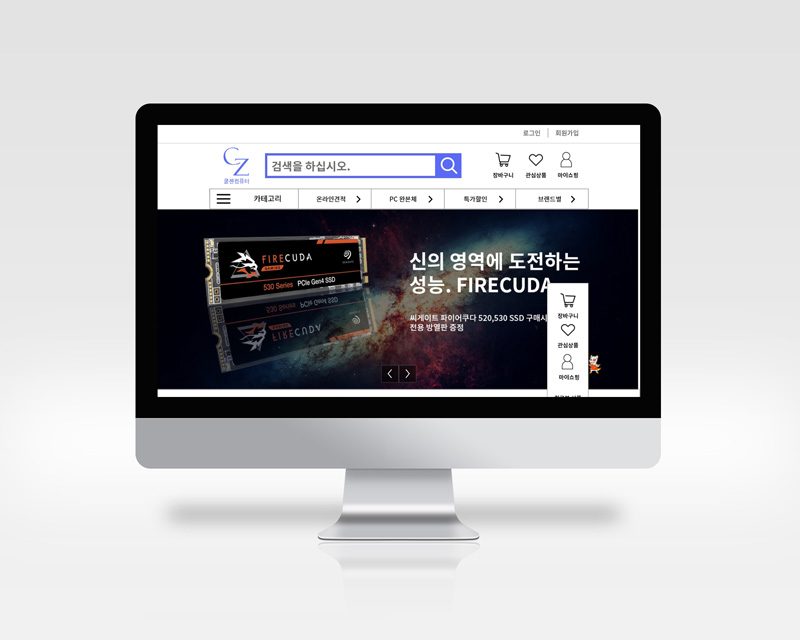 로그인 회원가입
CZ
컴퓨터
검색을 하십시오.
장바구니 관심상품 마이쇼핑
카테고리 온라인견적 PC 완본체 특가할인 브랜드별
FIRECUDA
GAMING
530 Series PCIe Gen4 SSD
신의 영역에 도전하는
성능. FIRECUDA
씨게이트 파이어쿠다 520,530 SSD 구매시
전용 방열판 증정
장바구니
관심상품
마이쇼핑